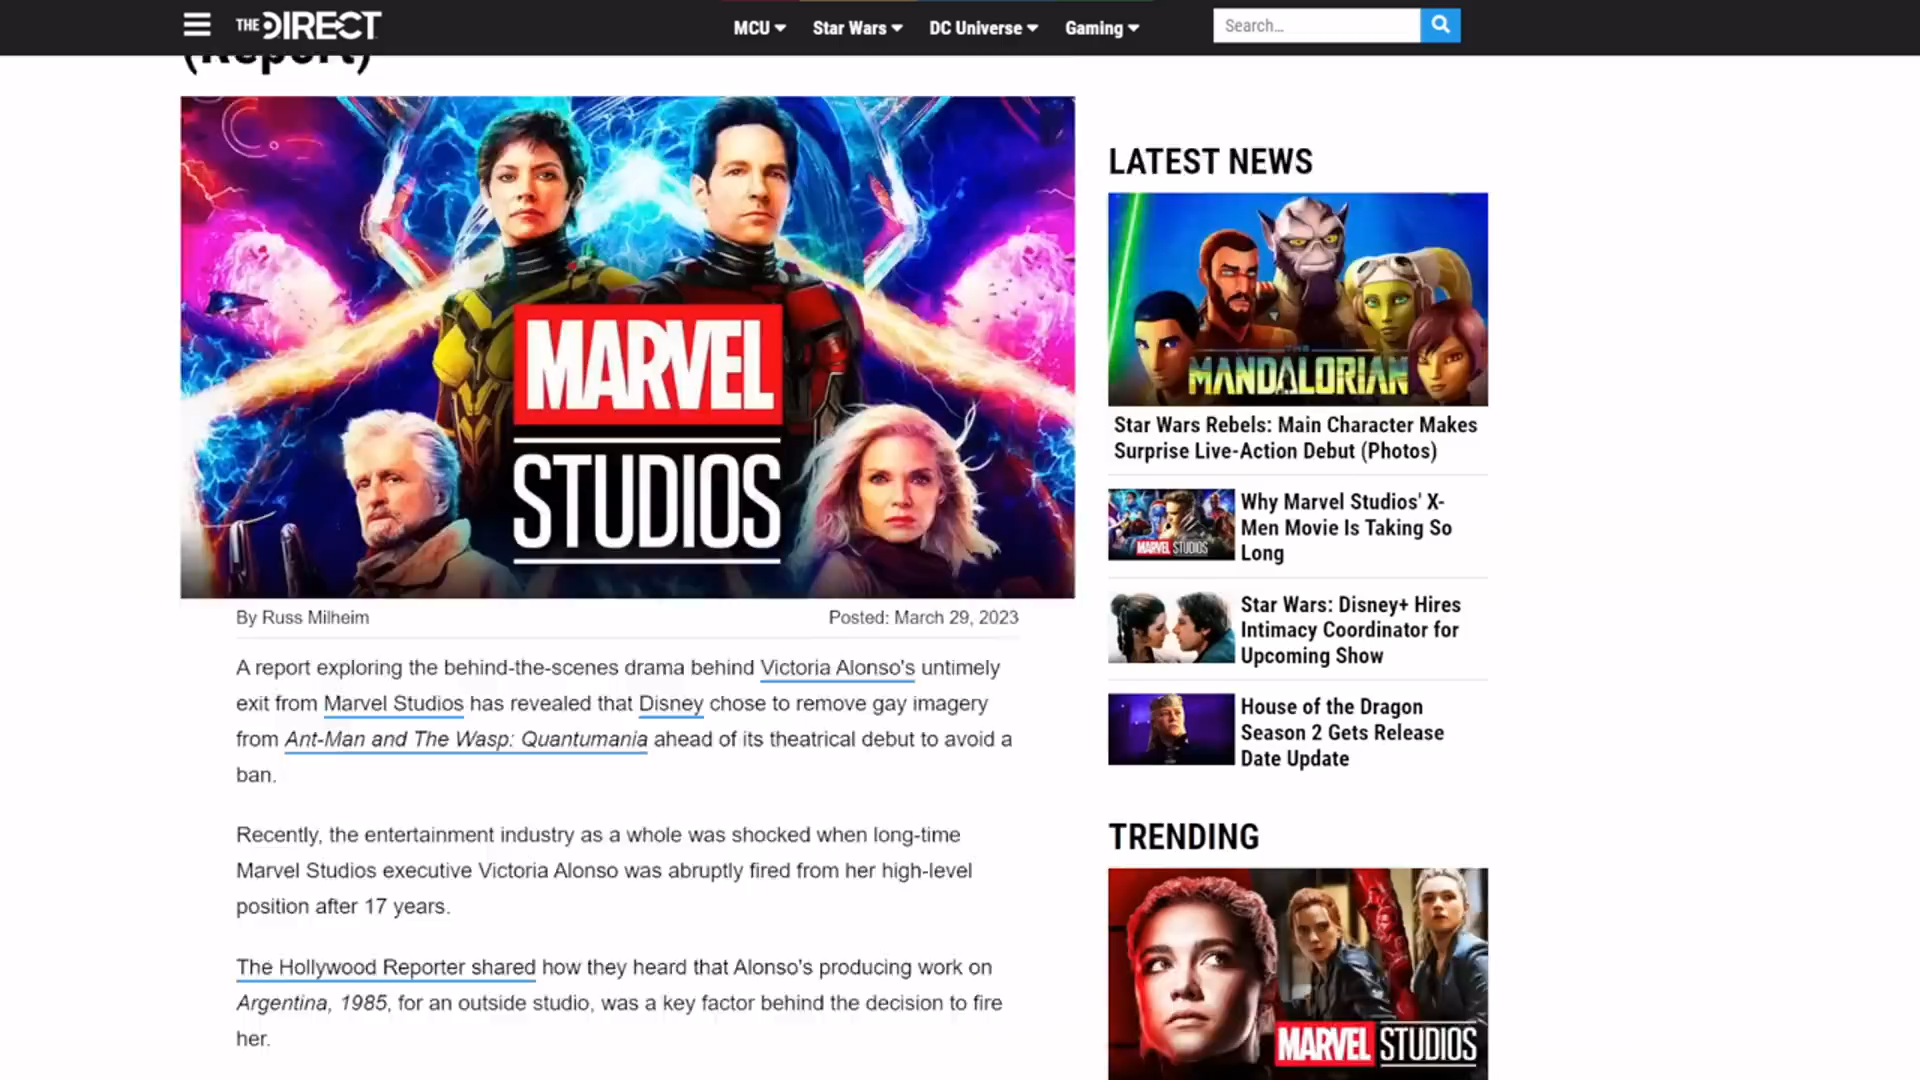 THE DIRECT
MCU
Star Wars
DC Universe
Gaming
Search...
(Report)
MARVEL
STUDIOS
By Russ Milheim
Posted: March 29, 2023
A report exploring the behind-the-scenes drama behind Victoria Alonso's untimely
exit from Marvel Studios has revealed that Disney chose to remove gay imagery
from Ant-Man and The Wasp: Quantumania ahead of its theatrical debut to avoid a
ban.
Recently, the entertainment industry as a whole was shocked when long-time
Marvel Studios executive Victoria Alonso was abruptly fired from her high-level
position after 17 years.
The Hollywood Reporter shared how they heard that Alonso's producing work on
Argentina, 1985, for an outside studio, was a key factor behind the decision to fire
her.
LATEST NEWS
THE
MANDALORIAN
Star Wars Rebels: Main Character Makes
Surprise Live-Action Debut (Photos)
MARVEL STUDIOS
Why Marvel Studios' X-
Men Movie Is Taking So
Long
Star Wars: Disney+ Hires
Intimacy Coordinator for
Upcoming Show
House of the Dragon
Season 2 Gets Release
Date Update
TRENDING
MARVEL STUDIOS